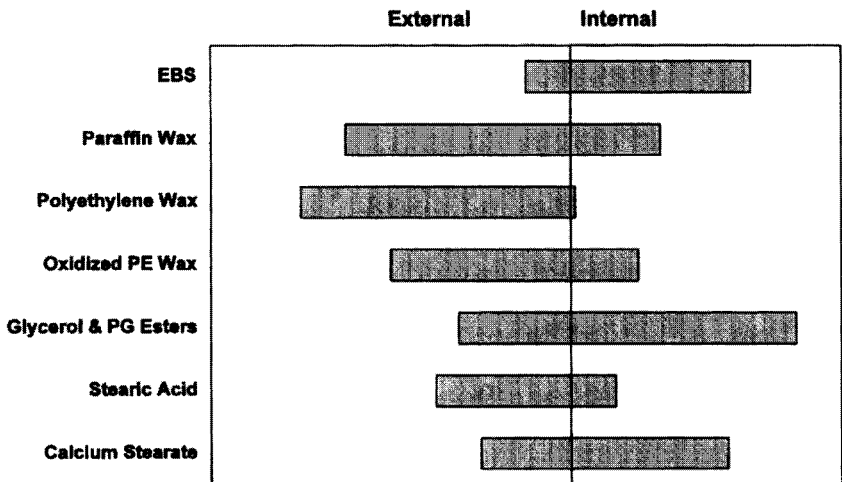 External Internal
EBS
Paraffin Wax
Polyethylene Wax
Oxidized PE Wax
Glycerol & PG Esters
Stearic Acid
Calcium Stearate